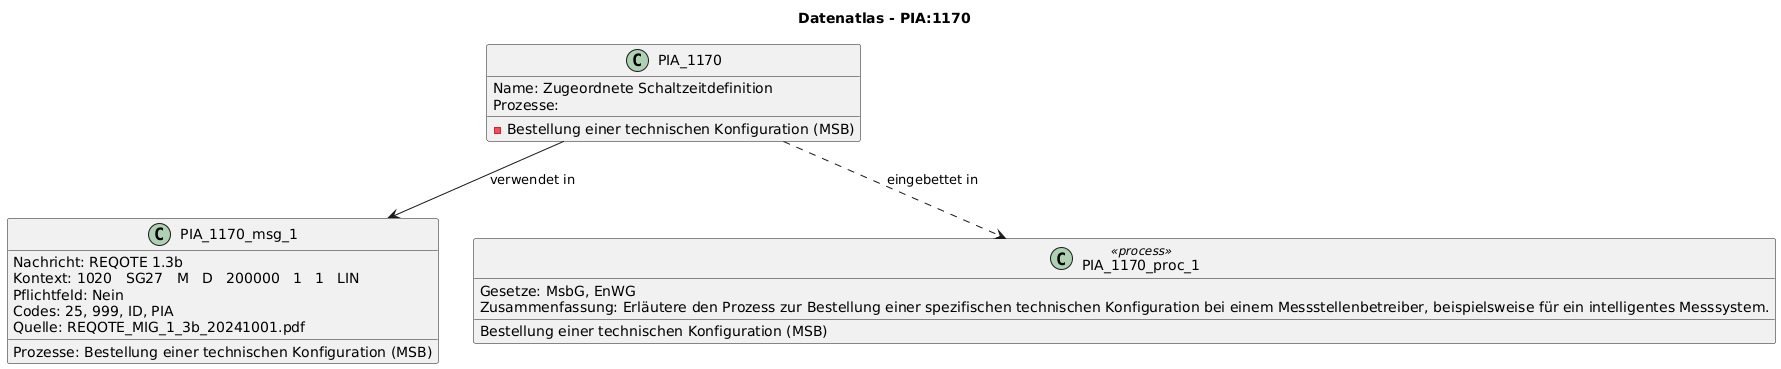 Datenatlas - PIA:1170
C PIA_1170
Name: Zugeordnete Schaltzeitdefinition
Prozesse:
Bestellung einer technischen Konfiguration (MSB)
verwendet in
eingebettet in
C PIA_1170_msg_1
Nachricht: REQOTE 1.3b
Kontext: 1020 SG27 M D 200000 1 1 LIN
Pflichtfeld: Nein
Codes: 25, 999, ID, PIA
Quelle: REQOTE_MIG_1_3b_20241001.pdf
Prozesse: Bestellung einer technischen Konfiguration (MSB)
«process»
C PIA_1170_proc_1
Gesetze: MsbG, EnWG
Zusammenfassung: Erläutere den Prozess zur Bestellung einer spezifischen technischen Konfiguration bei einem Messstellenbetreiber, beispielsweise für ein intelligentes Messsystem.
Bestellung einer technischen Konfiguration (MSB)